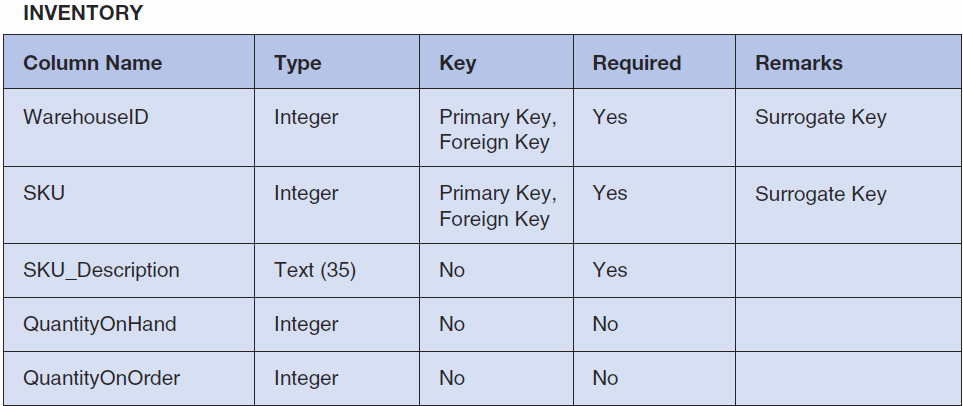 INVENTORY
Column Name Type Key Required Remarks
WarehouseID Integer Primary Key, Foreign Key Yes Surrogate Key
SKU Integer Primary Key, Foreign Key Yes Surrogate Key
SKU_Description Text (35) No Yes
QuantityOnHand Integer No No
QuantityOnOrder Integer No No